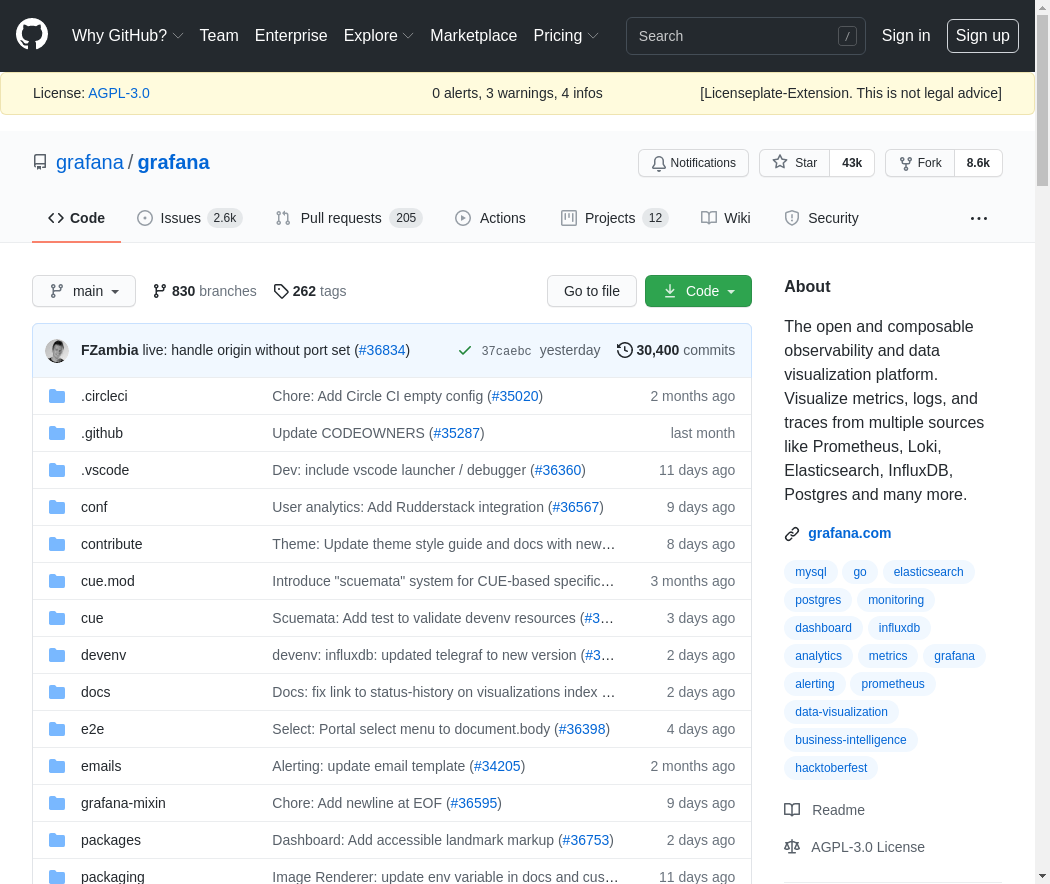 Why GitHub? Team Enterprise Explore Marketplace Pricing Search / Sign in Sign up
License: AGPL-3.0 0 alerts, 3 warnings, 4 infos [Licenseplate-Extension. This is not legal advice]
grafana / grafana Notifications Star 43k Fork 8.6k
Code Issues 2.6k Pull requests 205 Actions Projects 12 Wiki Security ...
main 830 branches 262 tags Go to file Code
FZambia live: handle origin without port set (#36834) 37caebc yesterday 30,400 commits
.circleci Chore: Add Circle CI empty config (#35020) 2 months ago
.github Update CODEOWNERS (#35287) last month
.vscode Dev: include vscode launcher / debugger (#36360) 11 days ago
conf User analytics: Add Rudderstack integration (#36567) 9 days ago
contribute Theme: Update theme style guide and docs with new… 8 days ago
cue.mod Introduce "scuemata" system for CUE-based specific… 3 months ago
cue Scuemata: Add test to validate devenv resources (#3… 3 days ago
devenv devenv: influxdb: updated telegraf to new version (#3… 2 days ago
docs Docs: fix link to status-history on visualizations index … 2 days ago
e2e Select: Portal select menu to document.body (#36398) 4 days ago
emails Alerting: update email template (#34205) 2 months ago
grafana-mixin Chore: Add newline at EOF (#36595) 9 days ago
packages Dashboard: Add accessible landmark markup (#36753) 2 days ago
packaging Image Renderer: update env variable in docs and cus… 11 days ago
About
The open and composable
observability and data
visualization platform.
Visualize metrics, logs, and
traces from multiple sources
like Prometheus, Loki,
Elasticsearch, InfluxDB,
Postgres and many more.
grafana.com
mysql go elasticsearch
postgres monitoring
dashboard influxdb
analytics metrics grafana
alerting prometheus
data-visualization
business-intelligence
hacktoberfest
Readme
AGPL-3.0 License